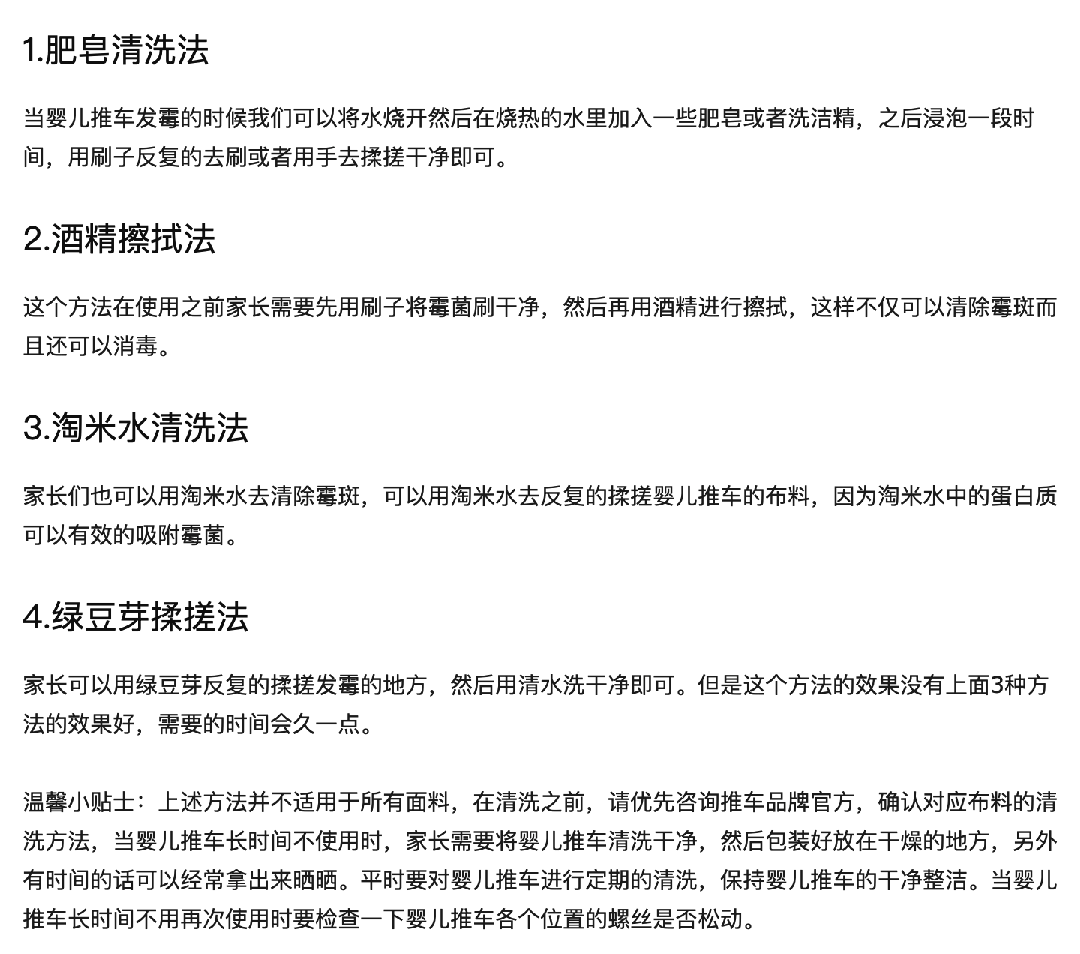 1.肥皂清洗法
当婴儿推车发霉的时候我们可以将水烧开然后在烧热的水里加入一些肥皂或者洗洁精，之后浸泡一段时
间，用刷子反复的去刷或者用手去揉搓干净即可。
2.酒精擦拭法
这个方法在使用之前家长需要先用刷子将霉菌刷干净，然后再用酒精进行擦拭，这样不仅可以清除霉斑而
且还可以消毒。
3.淘米水清洗法
家长们也可以用淘米水去清除霉斑，可以用淘米水去反复的揉搓婴儿推车的布料，因为淘米水中的蛋白质
可以有效的吸附霉菌。
4.绿豆芽揉搓法
家长可以用绿豆芽反复的揉搓发霉的地方，然后用清水洗干净即可。但是这个方法的效果没有上面3种方
法的效果好，需要的时间会久一点。
温馨小贴士：上述方法并不适用于所有面料，在清洗之前，请优先咨询推车品牌官方，确认对应布料的清
洗方法，当婴儿推车长时间不使用时，家长需要将婴儿推车清洗干净，然后包装好放在干燥的地方，另外
有时间的话可以经常拿出来晒晒。平时要对婴儿推车进行定期的清洗，保持婴儿推车的干净整洁。当婴儿
推车长时间不用再次使用时要检查一下婴儿推车各个位置的螺丝是否松动。